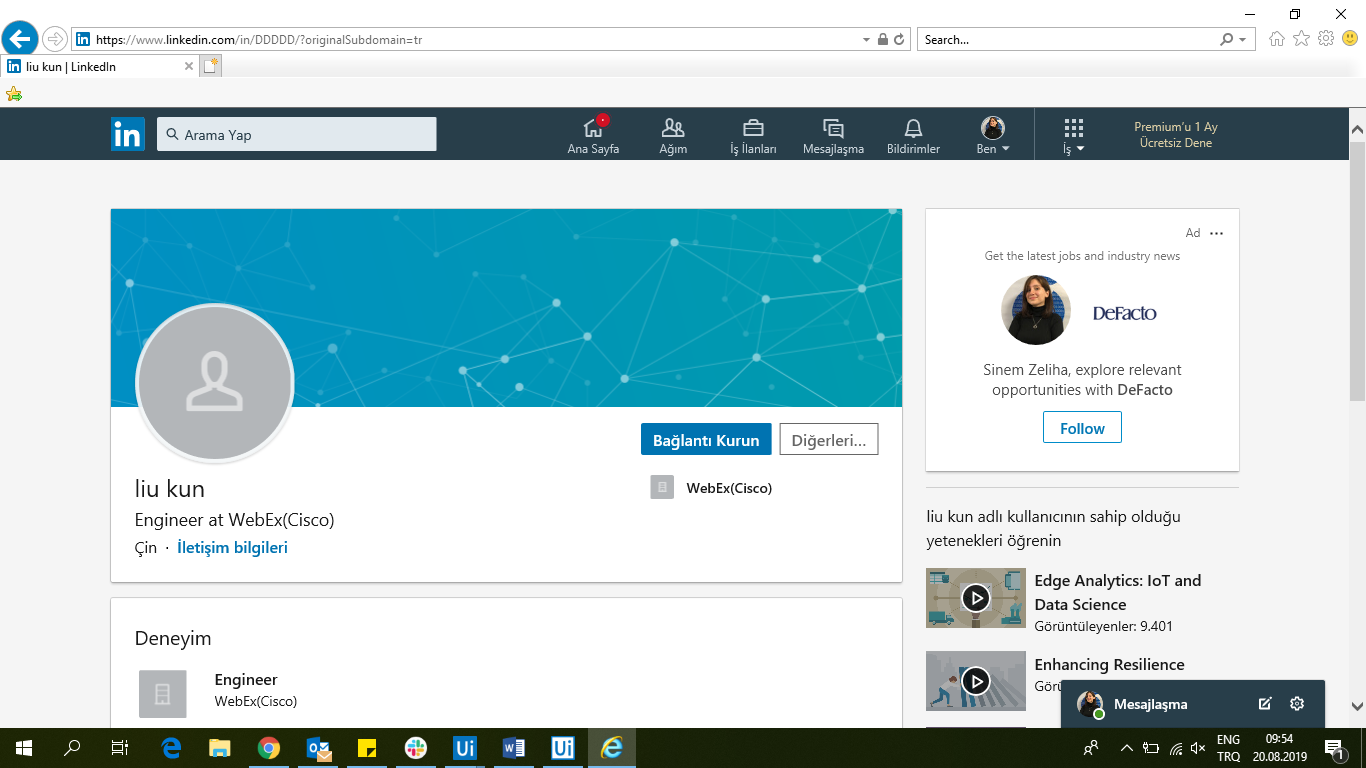 https://www.linkedin.com/in/DDDDD/?originalSubdomain=tr
Search...
liu kun | LinkedIn
in
Arama Yap
Ana Sayfa
Ağım
İş İlanları
Mesajlaşma
Bildirimler
Ben
İş
Premium'u 1 Ay
Ücretsiz Dene
Bağlantı Kurun
Diğerleri...
liu kun
WebEx(Cisco)
Engineer at WebEx(Cisco)
Çin · İletişim bilgileri
Deneyim
Engineer
WebEx(Cisco)
Ad
Get the latest jobs and industry news
DeFacto
Sinem Zeliha, explore relevant
opportunities with DeFacto
Follow
liu kun adlı kullanıcının sahip olduğu
yetenekleri öğrenin
Edge Analytics: IoT and
Data Science
Görüntüleyenler: 9.401
Enhancing Resilience
Mesajlaşma
Ui
Ui
ENG
TRQ
09:54
20.08.2019
1